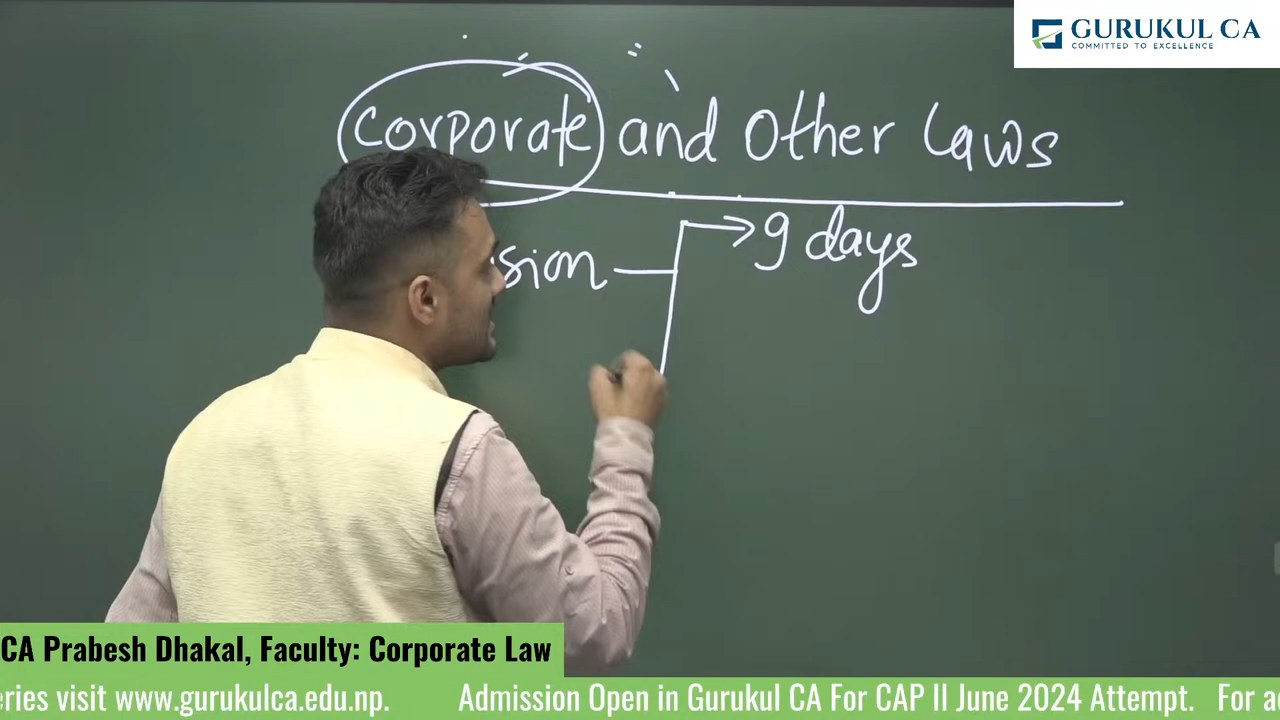 GURUKUL CA
COMMITTED TO EXCELLENCE
Corporate and Other Laws
sion → 9 days
CA Prabesh Dhakal, Faculty: Corporate Law
eries visit www.gurukulca.edu.np. Admission Open in Gurukul CA For CAP II June 2024 Attempt. For ad